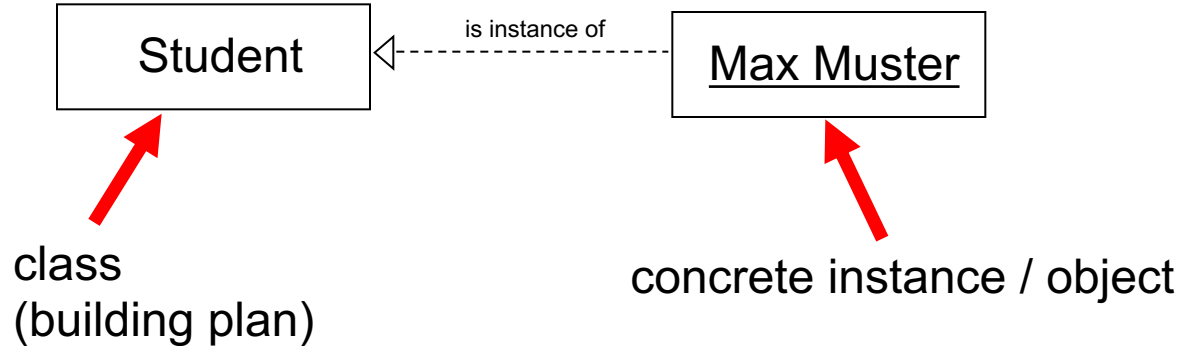 Student
is instance of
Max Muster
class
(building plan)
concrete instance / object